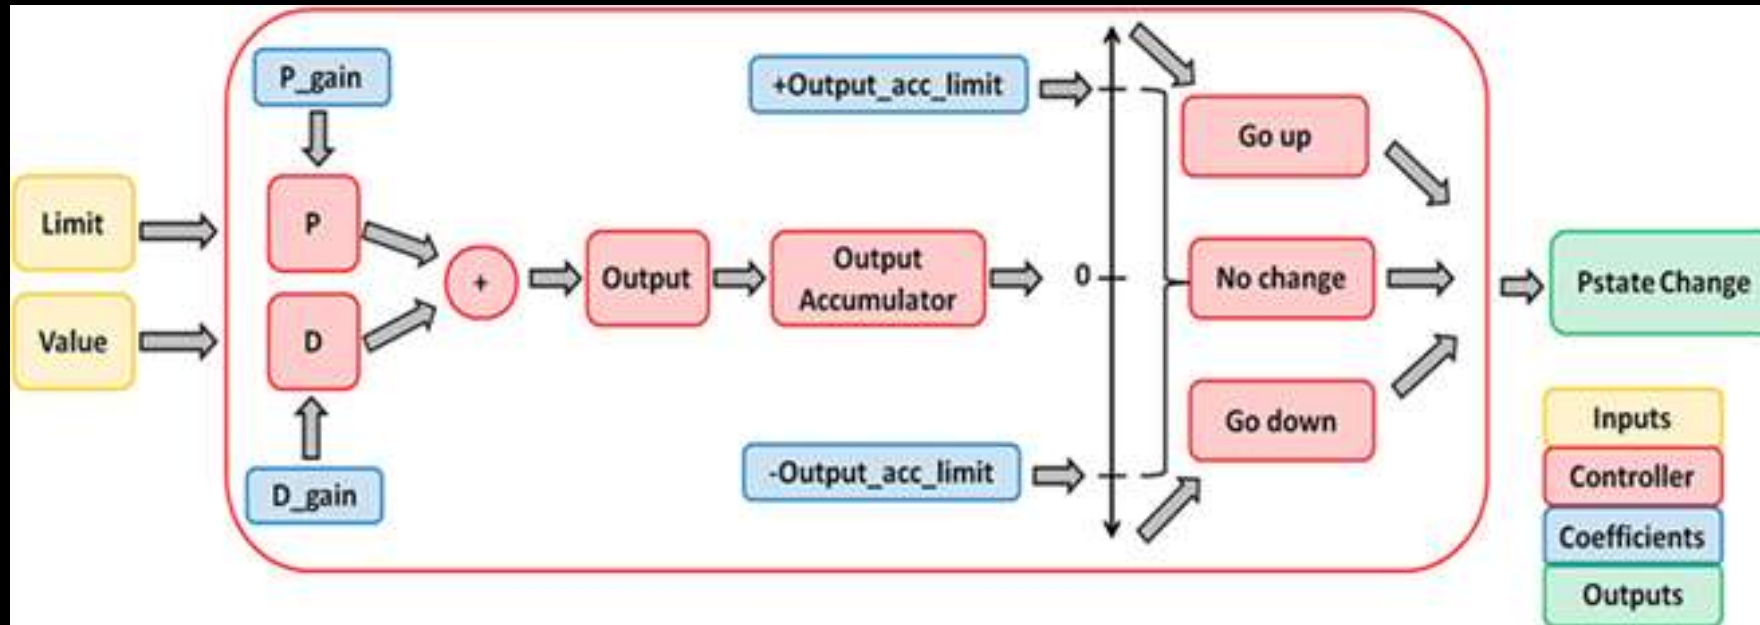 P_gain
+Output_acc_limit
Go up
Limit
P
Output
Accumulator
+
Output
0
No change
Pstate Change
Value
D
Go down
-Output_acc_limit
D_gain
Inputs
Controller
Coefficients
Outputs